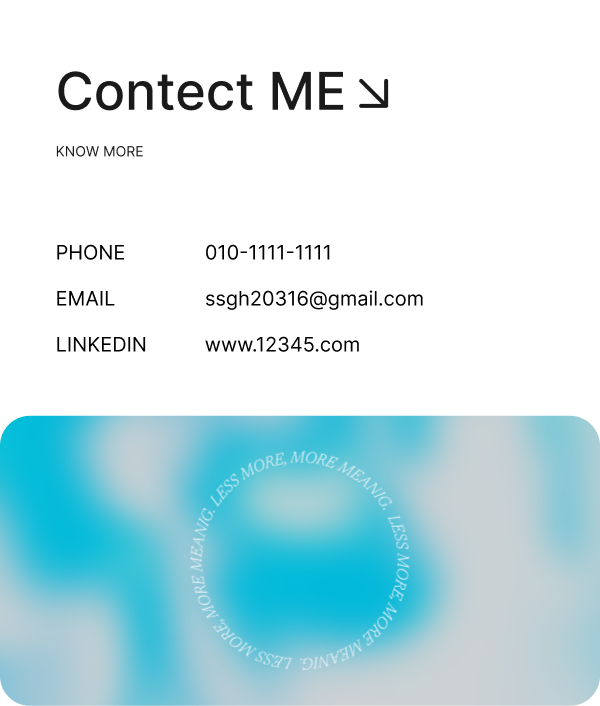 Contect ME
KNOW MORE
PHONE 010-1111-1111
EMAIL ssgh20316@gmail.com
LINKEDIN www.12345.com
LESS MORE, MORE MEANIG. LESS MORE, MORE MEANIG. LESS MORE, MORE MEANIG.